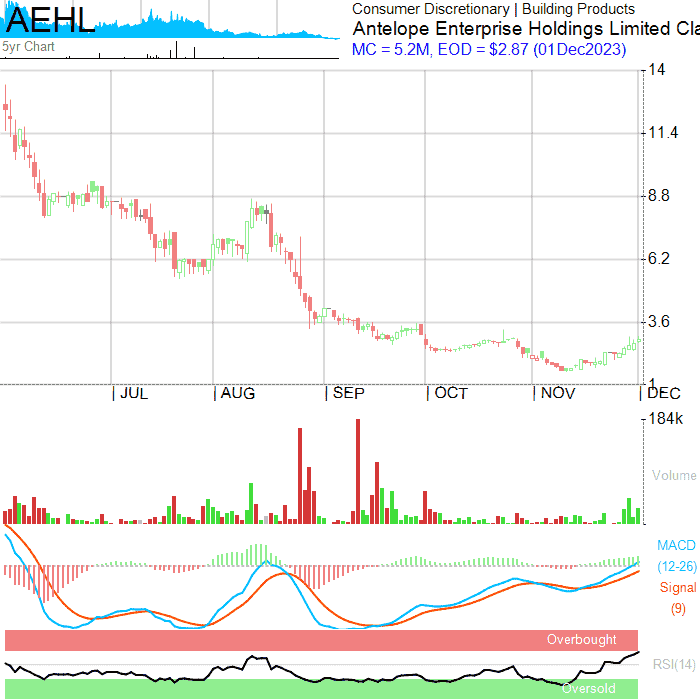 AEHL
5yr Chart
Consumer Discretionary | Building Products
Antelope Enterprise Holdings Limited Cla
MC = 5.2M, EOD = $2.87 (01Dec2023)
14
11.4
8.8
6.2
3.6
1
JUL
AUG
SEP
OCT
NOV
DEC
184k
Volume
MACD
(12-26)
Signal
(9)
Overbought
RSI(14)
Oversold